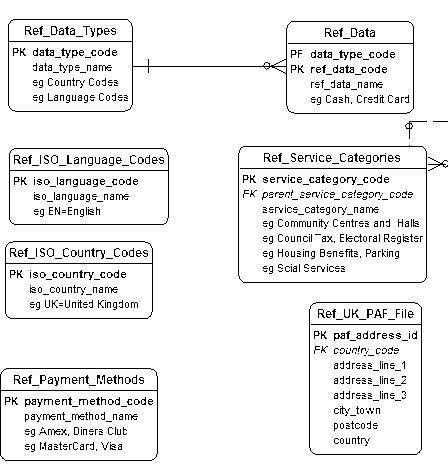 Ref_Data_Types
PK data_type_code
data_type_name
eg Country Codes
eg Language Codes
Ref_Data
PF data_type_code
PK ref_data_code
ref_data_name
eg Cash, Credit Card
Ref_ISO_Language_Codes
PK iso_language_code
iso_language_name
eg EN=English
Ref_Service_Categories
PK service_category_code
FK parent_service_category_code
service_category_name
eg Community Centres and Halls
eg Council Tax, Electoral Register
eg Housing Benefits, Parking
eg Scial Services
Ref_ISO_Country_Codes
PK iso_country_code
iso_country_name
eg UK=United Kingdom
Ref_UK_PAF_File
PK paf_address_id
FK country_code
address_line_1
address_line_2
address_line_3
city_town
postcode
country
Ref_Payment_Methods
PK payment_method_code
payment_method_name
eg Amex, Diners Club
eg MasterCard, Visa